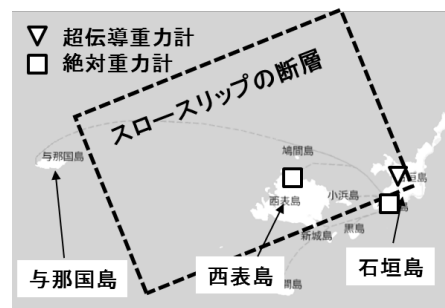 超伝導重力計
絶対重力計
スロースリップの断層
与那国島
鳩間島
西表島
小浜島
黒島
新城島
与那国島
西表島
石垣島